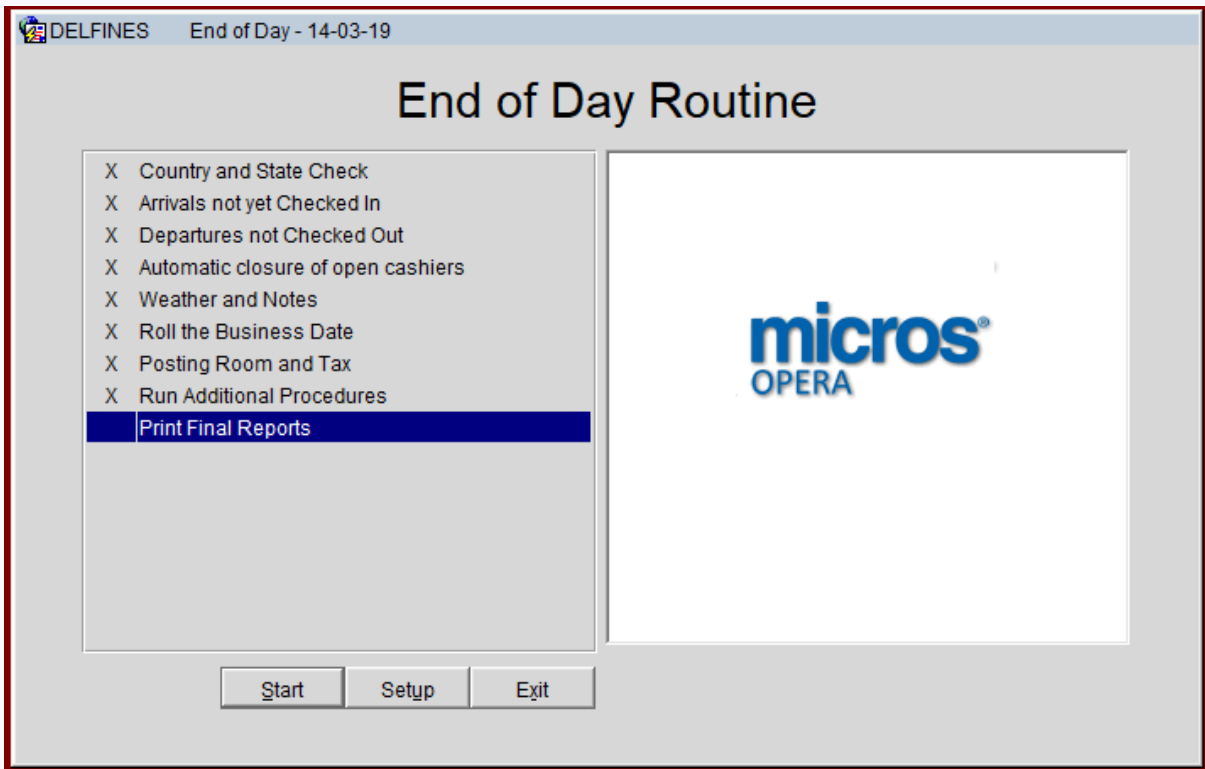 DELFINES End of Day - 14-03-19
End of Day Routine
X Country and State Check
X Arrivals not yet Checked In
X Departures not Checked Out
X Automatic closure of open cashiers
X Weather and Notes
X Roll the Business Date
X Posting Room and Tax
X Run Additional Procedures
Print Final Reports
micros®
OPERA
Start Setup Exit